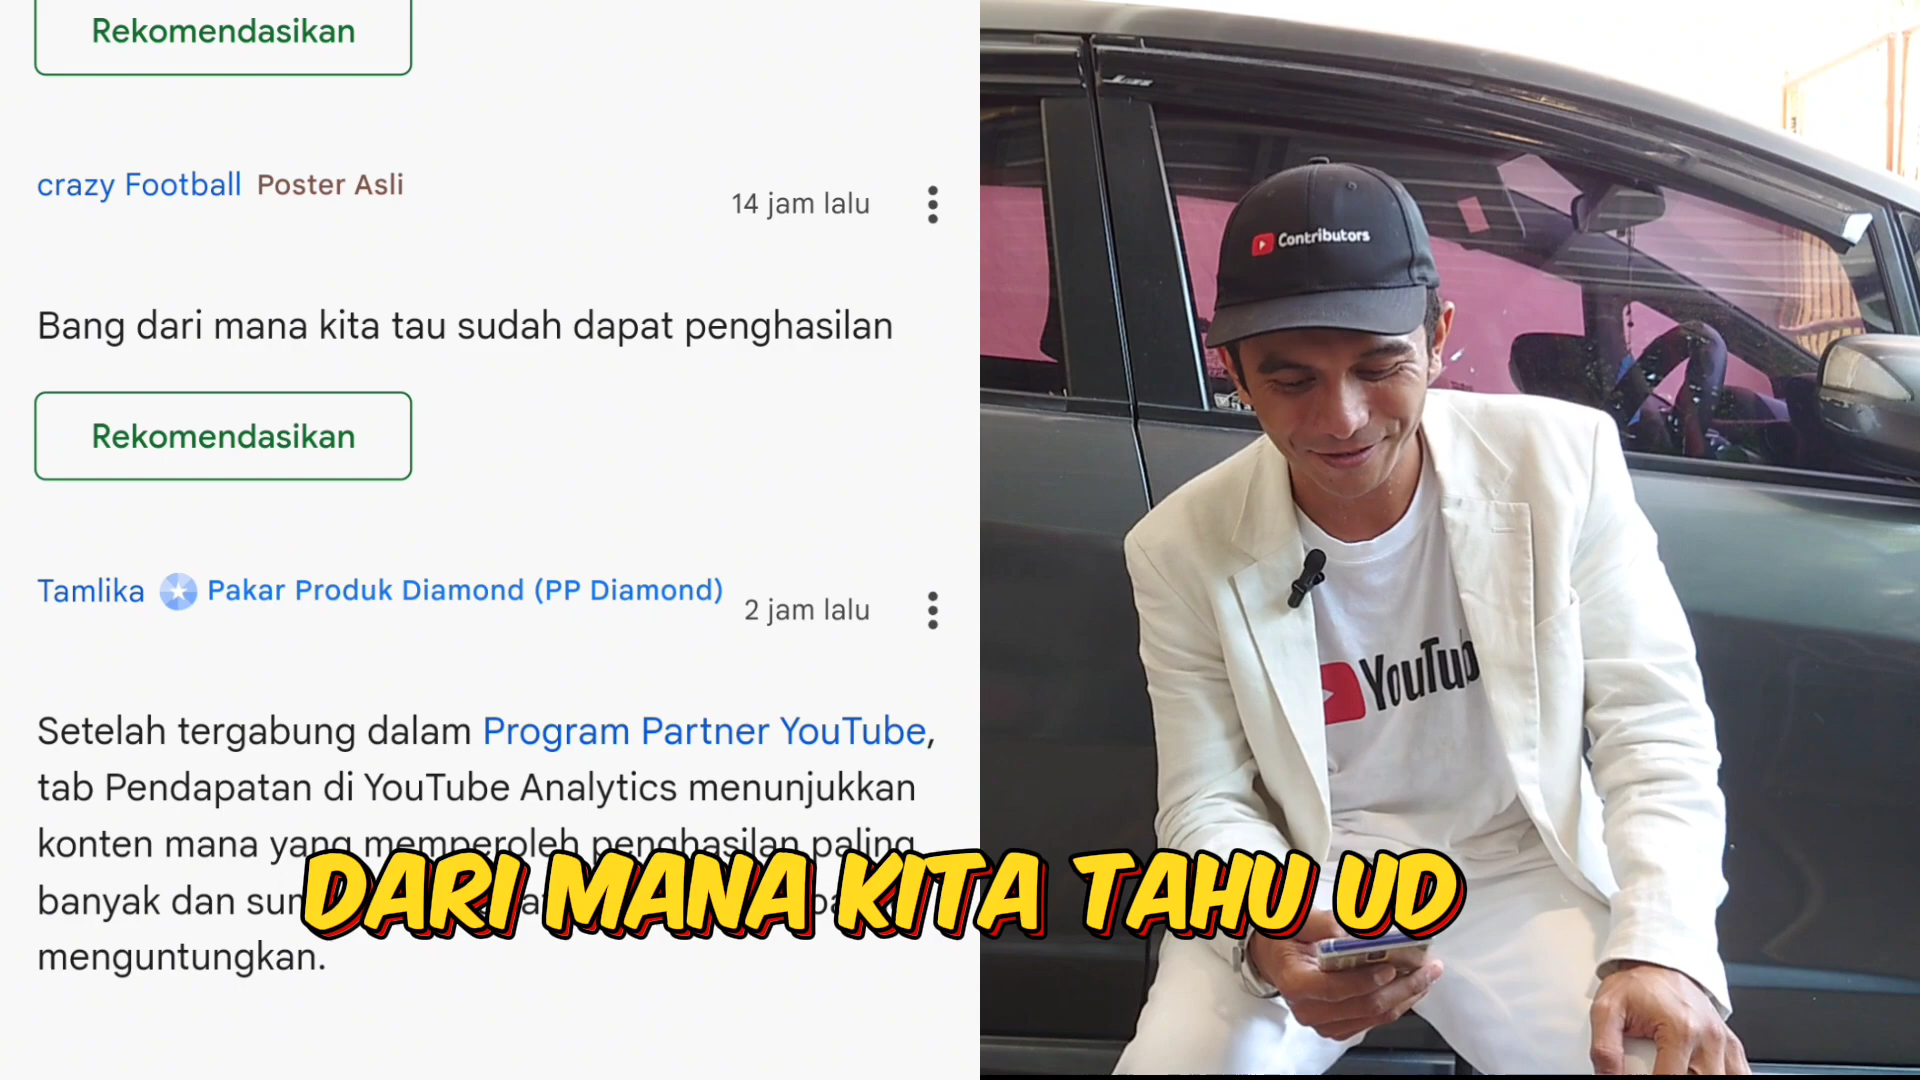 Rekomendasikan
crazy Football Poster Asli
14 jam lalu
Bang dari mana kita tau sudah dapat penghasilan
Rekomendasikan
Tamlika Pakar Produk Diamond (PP Diamond)
2 jam lalu
Setelah tergabung dalam Program Partner YouTube,
tab Pendapatan di YouTube Analytics menunjukkan
konten mana yang memperoleh penghasilan paling
banyak dan
menguntungkan.
DARI MANA KITA TAHU UD
Contributors
YouTub